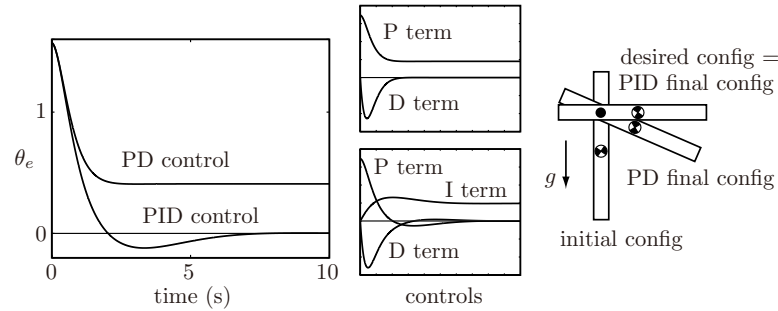 θe
1
0
PD control
PID control
0
5
10
time (s)
P term
D term
P term
I term
D term
controls
desired config =
PID final config
g
PD final config
initial config